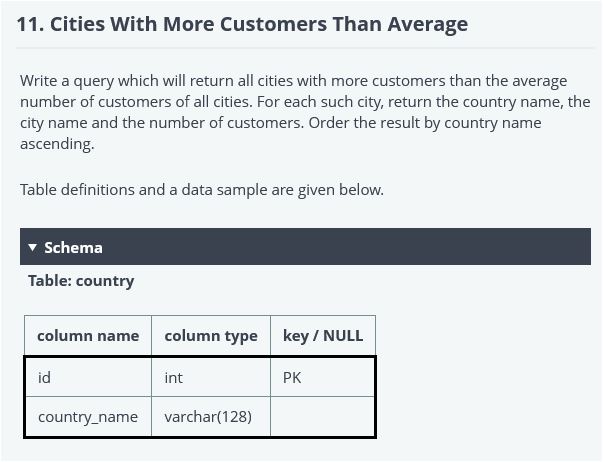 11. Cities With More Customers Than Average
Write a query which will return all cities with more customers than the average
number of customers of all cities. For each such city, return the country name, the
city name and the number of customers. Order the result by country name
ascending.
Table definitions and a data sample are given below.
▼ Schema
Table: country
column name column type key / NULL
id int PK
country_name varchar(128)